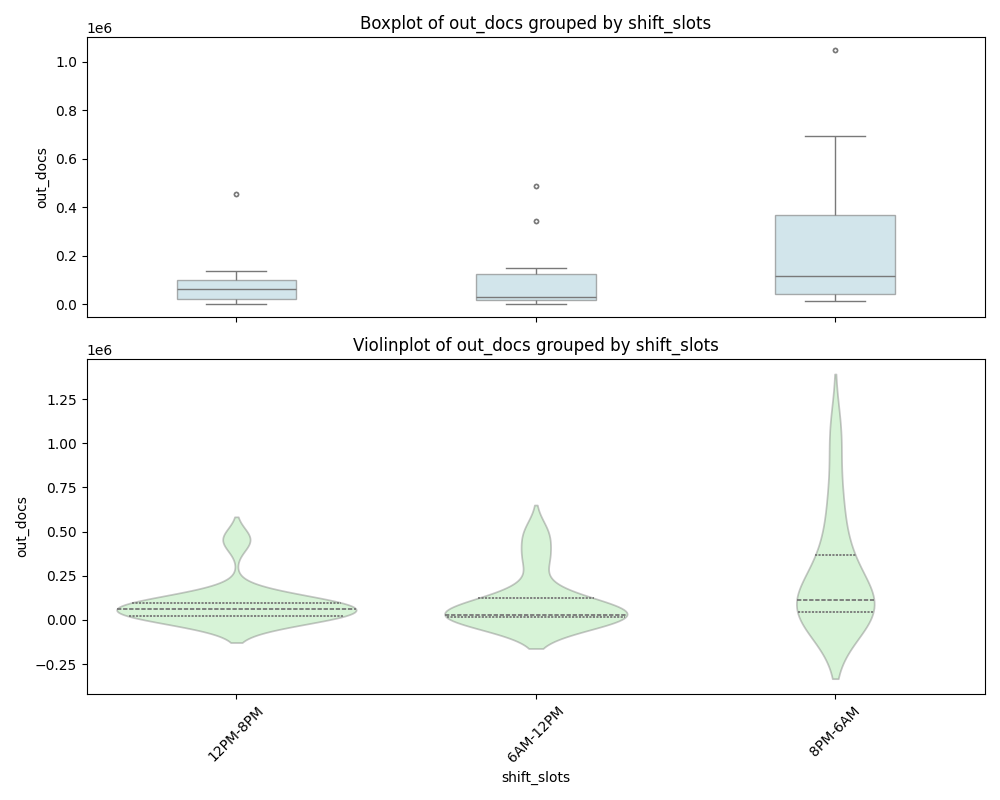 Boxplot of out_docs grouped by shift_slots
1e6
1.0
0.8
0.6
0.4
0.2
0.0
out_docs
Violinplot of out_docs grouped by shift_slots
1e6
1.25
1.00
0.75
0.50
0.25
0.00
−0.25
out_docs
12PM-8PM
6AM-12PM
8PM-6AM
shift_slots